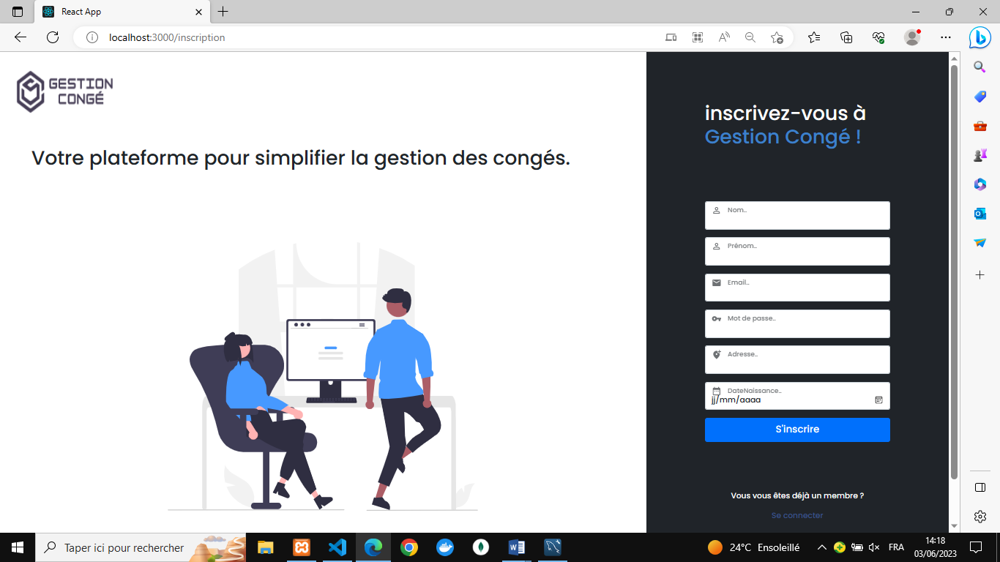 React App
localhost:3000/inscription
GESTION
CONGÉ
Votre plateforme pour simplifier la gestion des congés.
inscrivez-vous à
Gestion Congé !
Nom..
Prénom..
Email..
Mot de passe..
Adresse..
DateNaissance..
jj/mm/aaaa
S'inscrire
Vous vous êtes déjà un membre ?
Se connecter
Taper ici pour rechercher
24°C Ensoleillé
FRA
14:18
03/06/2023